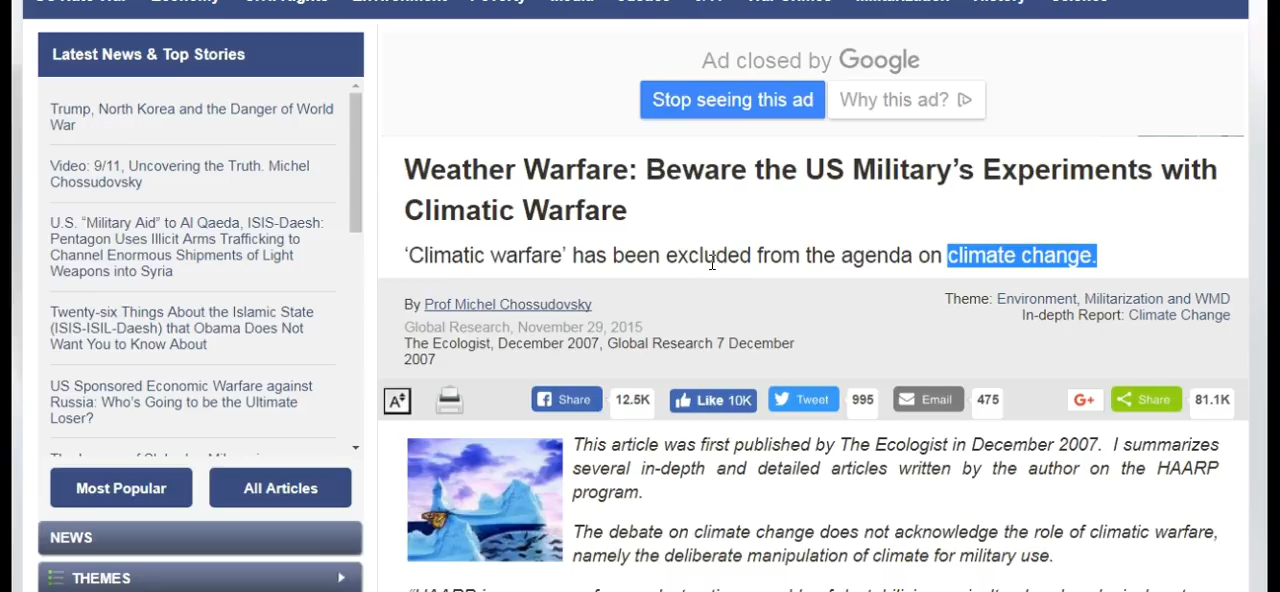 Latest News & Top Stories
Trump, North Korea and the Danger of World
War
Video: 9/11, Uncovering the Truth. Michel
Chossudovsky
U.S. “Military Aid” to Al Qaeda, ISIS-Daesh:
Pentagon Uses Illicit Arms Trafficking to
Channel Enormous Shipments of Light
Weapons into Syria
Twenty-six Things About the Islamic State
(ISIS-ISIL-Daesh) that Obama Does Not
Want You to Know About
US Sponsored Economic Warfare against
Russia: Who’s Going to be the Ultimate
Loser?
Most Popular
All Articles
NEWS
THEMES
Ad closed by Google
Stop seeing this ad
Why this ad?
Weather Warfare: Beware the US Military’s Experiments with
Climatic Warfare
‘Climatic warfare’ has been excluded from the agenda on climate change.
By Prof Michel Chossudovsky
Global Research, November 29, 2015
The Ecologist, December 2007, Global Research 7 December
2007
Theme: Environment, Militarization and WMD
In-depth Report: Climate Change
A
Share 12.5K
Like 10K
Tweet 995
Email 475
G+
Share 81.1K
This article was first published by The Ecologist in December 2007. I summarizes
several in-depth and detailed articles written by the author on the HAARP
program.
The debate on climate change does not acknowledge the role of climatic warfare,
namely the deliberate manipulation of climate for military use.